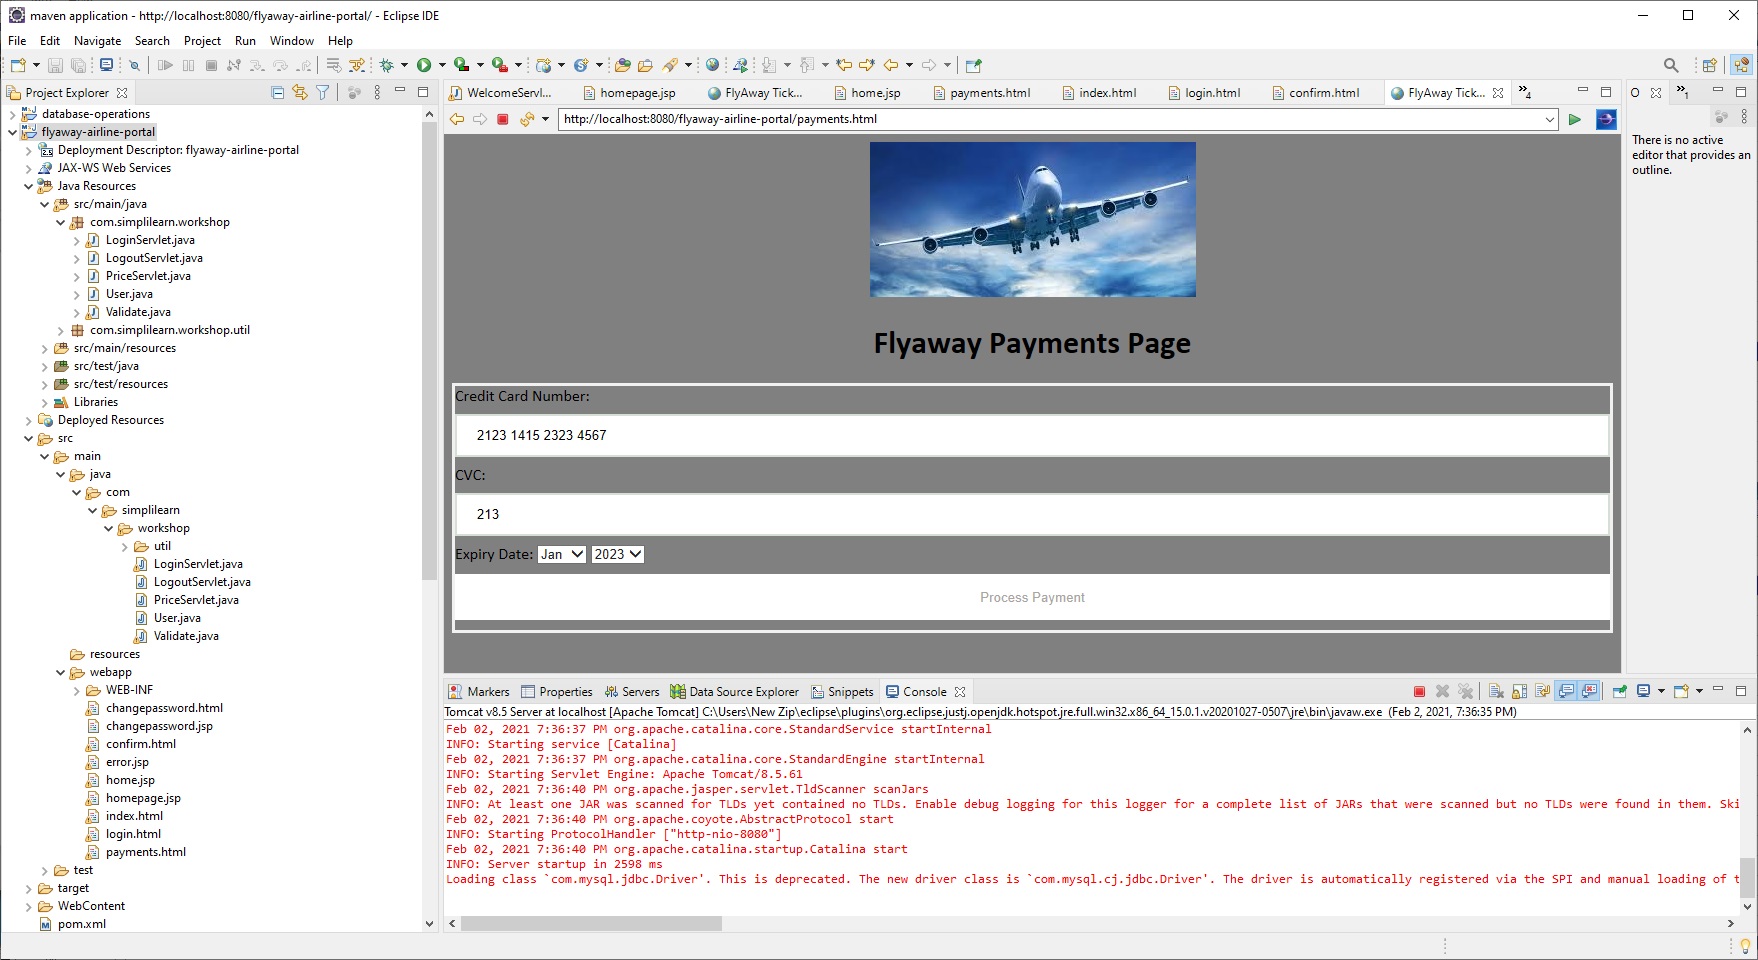 maven application - http://localhost:8080/flyaway-airline-portal/ - Eclipse IDE
File Edit Navigate Search Project Run Window Help
Project Explorer
database-operations
flyaway-airline-portal
Deployment Descriptor: flyaway-airline-portal
JAX-WS Web Services
Java Resources
src/main/java
com.simplilearn.workshop
LoginServlet.java
LogoutServlet.java
PriceServlet.java
User.java
Validate.java
com.simplilearn.workshop.util
src/main/resources
src/test/java
src/test/resources
Libraries
Deployed Resources
src
main
java
com
simplilearn
workshop
util
LoginServlet.java
LogoutServlet.java
PriceServlet.java
User.java
Validate.java
resources
webapp
WEB-INF
changepassword.html
changepassword.jsp
confirm.html
error.jsp
home.jsp
homepage.jsp
index.html
login.html
payments.html
test
target
WebContent
pom.xml
WelcomeServl... homepage.jsp FlyAway Tick... home.jsp payments.html index.html login.html confirm.html FlyAway Tick... »4
http://localhost:8080/flyaway-airline-portal/payments.html
Flyaway Payments Page
Credit Card Number:
2123 1415 2323 4567
CVC:
213
Expiry Date: Jan 2023
Process Payment
O »1
There is no active
editor that provides an
outline.
Markers Properties Servers Data Source Explorer Snippets Console
Tomcat v8.5 Server at localhost [Apache Tomcat] C:\Users\New Zip\eclipse\plugins\org.eclipse.justj.openjdk.hotspot.jre.full.win32.x86_64_15.0.1.v20201027-0507\jre\bin\javaw.exe (Feb 2, 2021, 7:36:35 PM)
Feb 02, 2021 7:36:37 PM org.apache.catalina.core.StandardService startInternal
INFO: Starting service [Catalina]
Feb 02, 2021 7:36:37 PM org.apache.catalina.core.StandardEngine startInternal
INFO: Starting Servlet Engine: Apache Tomcat/8.5.61
Feb 02, 2021 7:36:40 PM org.apache.jasper.servlet.TldScanner scanJars
INFO: At least one JAR was scanned for TLDs yet contained no TLDs. Enable debug logging for this logger for a complete list of JARs that were scanned but no TLDs were found in them. Ski
Feb 02, 2021 7:36:40 PM org.apache.coyote.AbstractProtocol start
INFO: Starting ProtocolHandler ["http-nio-8080"]
Feb 02, 2021 7:36:40 PM org.apache.catalina.startup.Catalina start
INFO: Server startup in 2598 ms
Loading class `com.mysql.jdbc.Driver'. This is deprecated. The new driver class is `com.mysql.cj.jdbc.Driver'. The driver is automatically registered via the SPI and manual loading of t